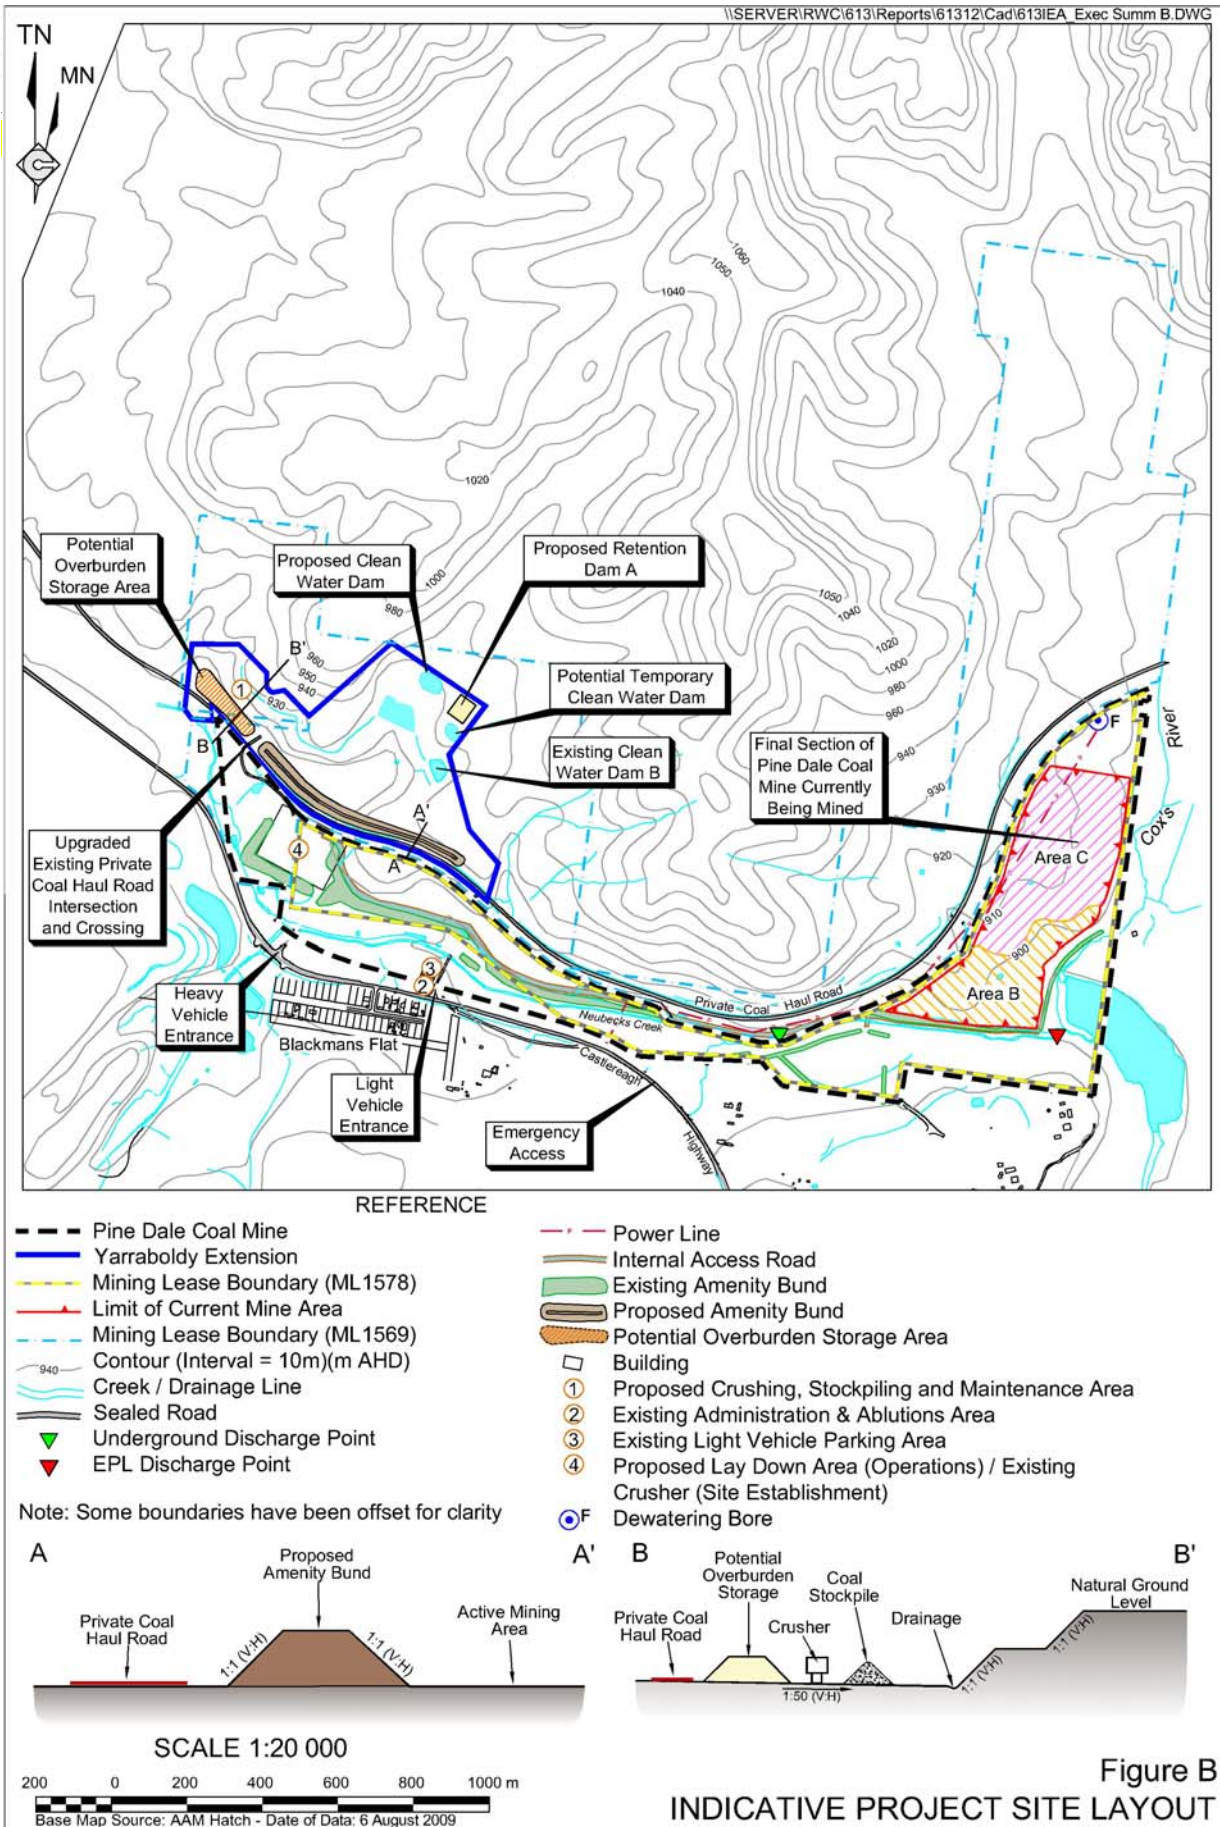 \\SERVER\RWC\613\Reports\61312\Cad\613IEA_Exec Summ B.DWG
TN
MN
1060
1050
1040
1020
1000
980
Potential
Overburden
Storage Area
Proposed Clean
Water Dam
Proposed Retention
Dam A
1050
1040
1020
1000
980
960
940
930
920
910
900
B'
960
950
940
930
1
B
Potential Temporary
Clean Water Dam
Existing Clean
Water Dam B
Final Section of
Pine Dale Coal
Mine Currently
Being Mined
F
River
Cox's
A'
A
4
Area C
Area B
Upgraded
Existing Private
Coal Haul Road
Intersection
and Crossing
3
2
Heavy
Vehicle
Entrance
Private Coal Haul Road
Neubecks Creek
Blackmans Flat
Castlereagh
Highway
Light
Vehicle
Entrance
Emergency
Access
REFERENCE
Pine Dale Coal Mine
Yarraboldy Extension
Mining Lease Boundary (ML1578)
Limit of Current Mine Area
Mining Lease Boundary (ML1569)
940
Contour (Interval = 10m)(m AHD)
Creek / Drainage Line
Sealed Road
Underground Discharge Point
EPL Discharge Point
Note: Some boundaries have been offset for clarity
Power Line
Internal Access Road
Existing Amenity Bund
Proposed Amenity Bund
Potential Overburden Storage Area
Building
1 Proposed Crushing, Stockpiling and Maintenance Area
2 Existing Administration & Ablutions Area
3 Existing Light Vehicle Parking Area
4 Proposed Lay Down Area (Operations) / Existing
Crusher (Site Establishment)
F Dewatering Bore
A
A'
Proposed
Amenity Bund
Private Coal
Haul Road
Active Mining
Area
1:1 (V:H)
1:1 (V:H)
B
B'
Potential
Overburden
Storage
Coal
Stockpile
Natural Ground
Level
Private Coal
Haul Road
Crusher
Drainage
1:1 (V:H)
1:1 (V:H)
1:50 (V:H)
SCALE 1:20 000
200 0 200 400 600 800 1000 m
Base Map Source: AAM Hatch - Date of Data: 6 August 2009
Figure B
INDICATIVE PROJECT SITE LAYOUT